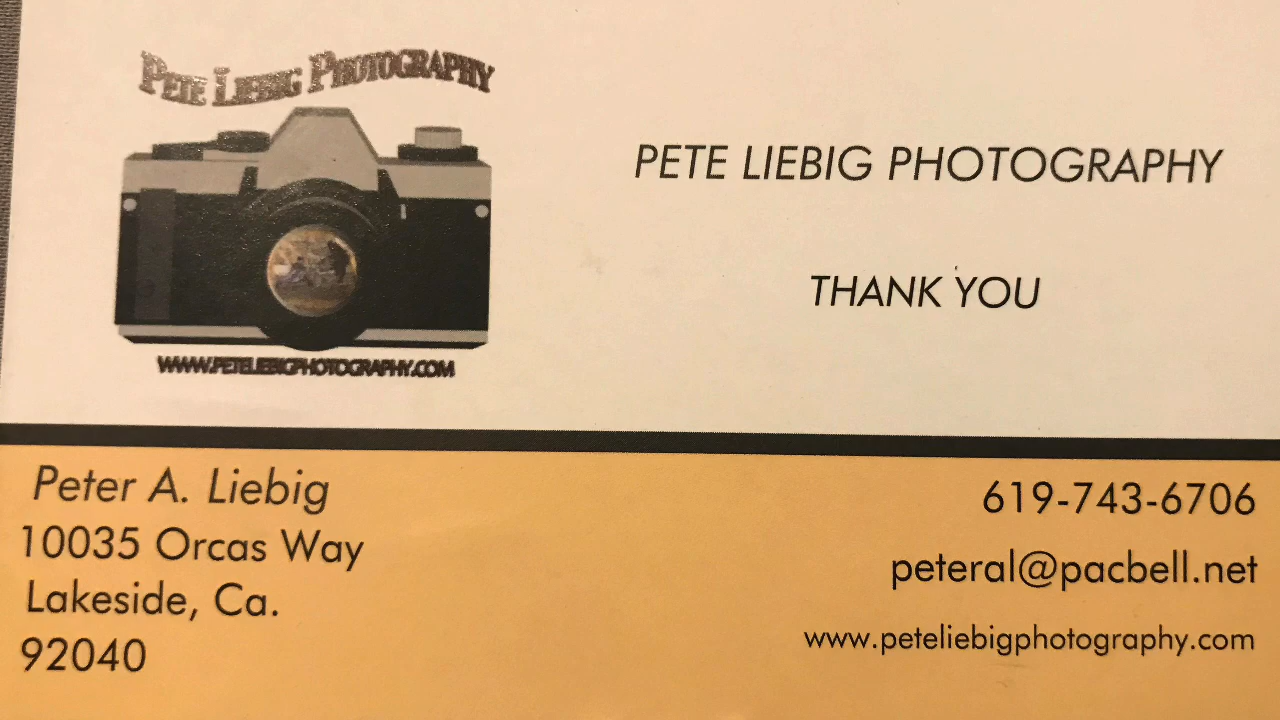 PETE LIEBIG PHOTOGRAPHY
WWW.PETELIEBIGPHOTOGRAPHY.COM
PETE LIEBIG PHOTOGRAPHY
THANK YOU
Peter A. Liebig
10035 Orcas Way
Lakeside, Ca.
92040
619-743-6706
peteral@pacbell.net
www.peteliebigphotography.com